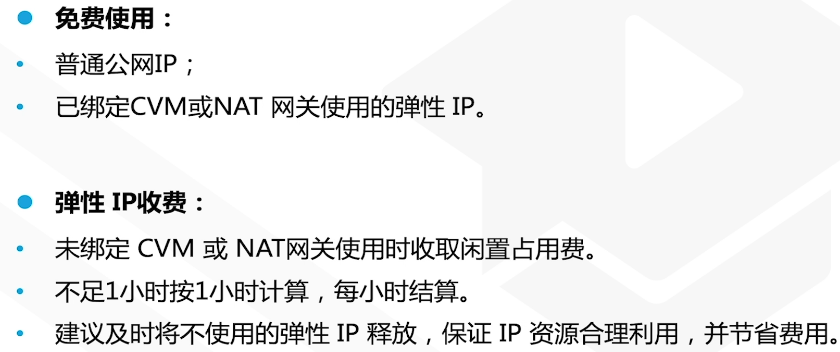 免费使用：
普通公网IP；
已绑定CVM或NAT 网关使用的弹性 IP。
弹性 IP收费：
未绑定 CVM 或 NAT网关使用时收取闲置占用费。
不足1小时按1小时计算，每小时结算。
建议及时将不使用的弹性 IP 释放，保证 IP 资源合理利用，并节省费用。